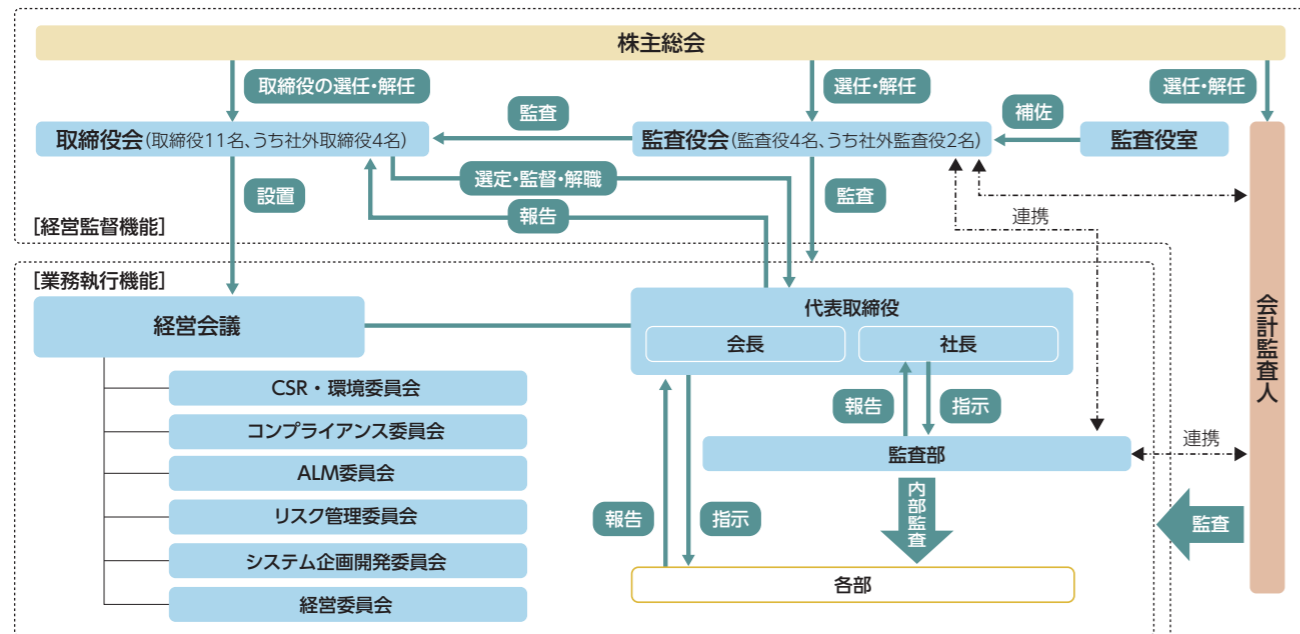 株主総会
取締役の選任・解任
選任・解任
選任・解任
監査
補佐
取締役会(取締役11名、うち社外取締役4名)
監査役会(監査役4名、うち社外監査役2名)
監査役室
設置
選定・監督・解職
監査
報告
連携
[経営監督機能]
[業務執行機能]
経営会議
代表取締役
会長
社長
会計監査人
CSR・環境委員会
コンプライアンス委員会
ALM委員会
リスク管理委員会
システム企画開発委員会
経営委員会
報告
指示
監査部
連携
内部監査
報告
指示
監査
各部